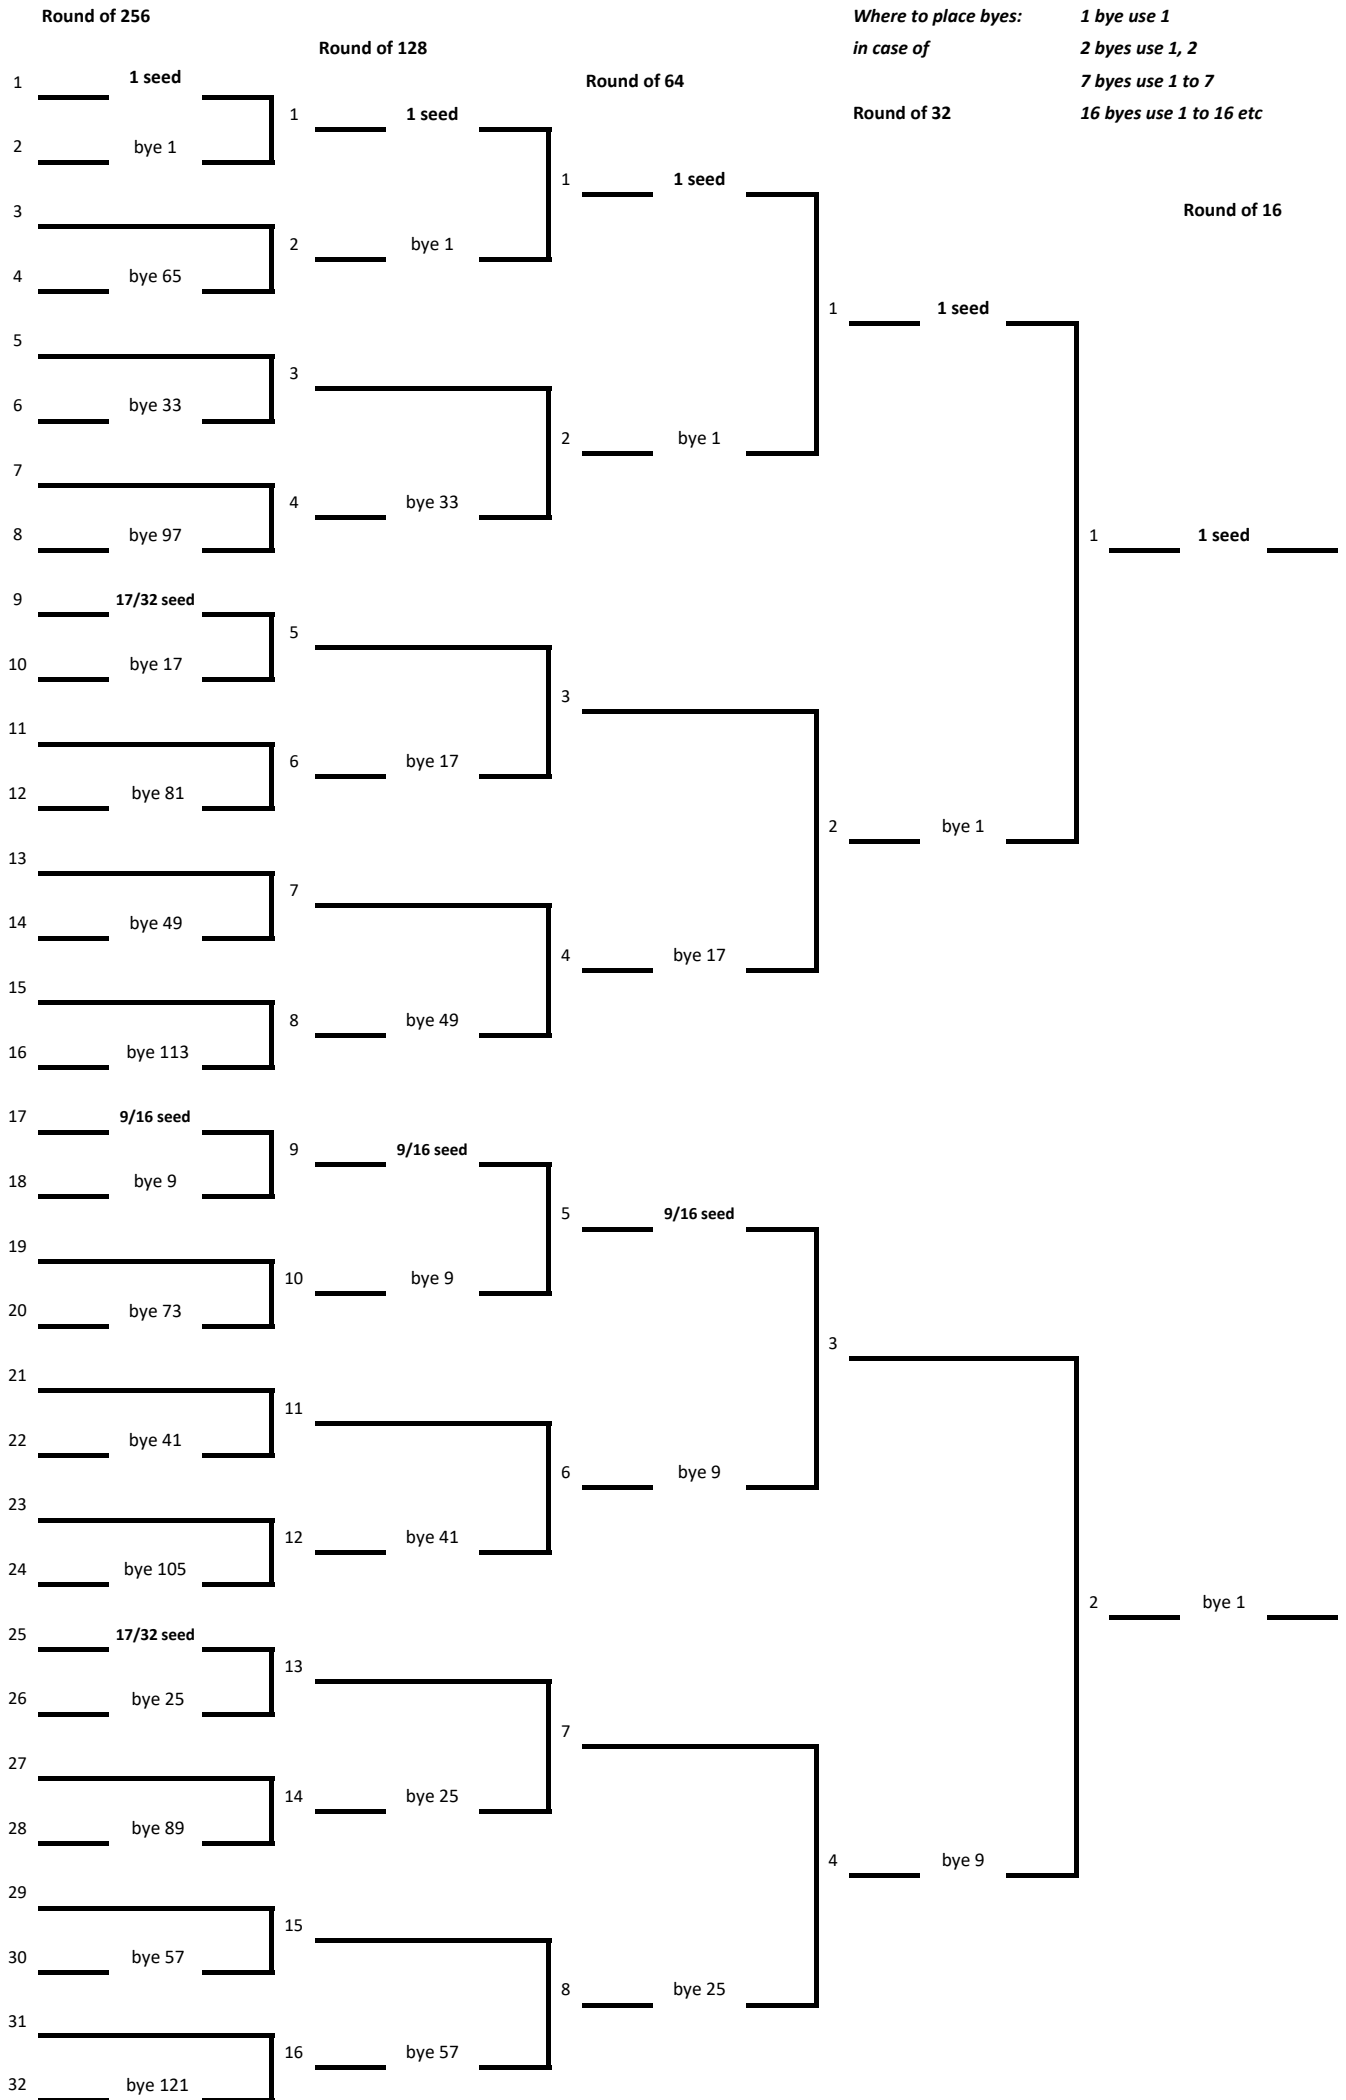 Round of 256
1 1 seed
2 bye 1
3
4 bye 65
5
6 bye 33
7
8 bye 97
9 17/32 seed
10 bye 17
11
12 bye 81
13
14 bye 49
15
16 bye 113
17 9/16 seed
18 bye 9
19
20 bye 73
21
22 bye 41
23
24 bye 105
25 17/32 seed
26 bye 25
27
28 bye 89
29
30 bye 57
31
32 bye 121
Round of 128
1 1 seed
2 bye 1
3
4 bye 33
5
6 bye 17
7
8 bye 49
9 9/16 seed
10 bye 9
11
12 bye 41
13
14 bye 25
15
16 bye 57
Round of 64
1 1 seed
2 bye 1
3
4 bye 17
5 9/16 seed
6 bye 9
7
8 bye 25
Where to place byes: 1 bye use 1
in case of 2 byes use 1, 2
7 byes use 1 to 7
16 byes use 1 to 16 etc
Round of 32
1 1 seed
2 bye 1
3
4 bye 9
Round of 16
1 1 seed
2 bye 1